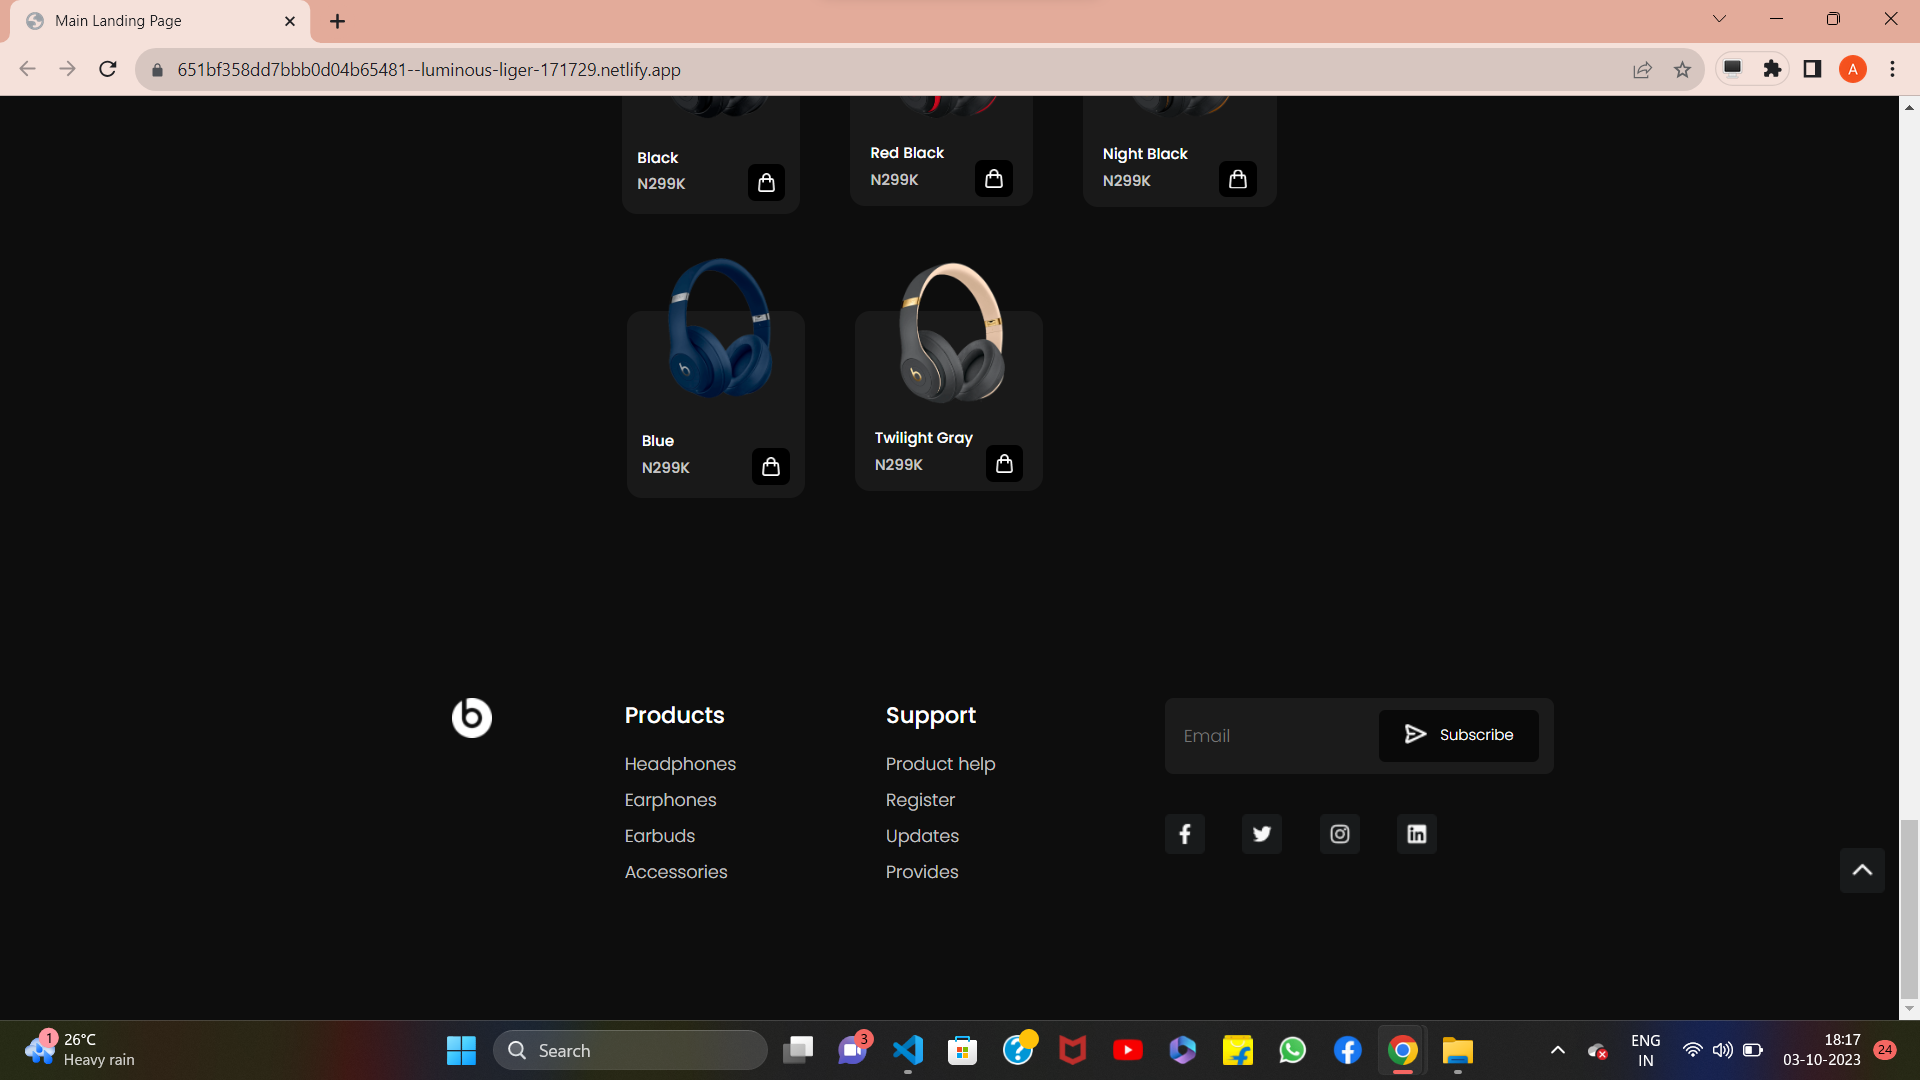 Main Landing Page
651bf358dd7bbb0d04b65481--luminous-liger-171729.netlify.app
A
Black
N299K
Red Black
N299K
Night Black
N299K
Blue
N299K
Twilight Gray
N299K
b
Products
Headphones
Earphones
Earbuds
Accessories
Support
Product help
Register
Updates
Provides
Email
Subscribe
1
26°C
Heavy rain
Search
3
ENG
IN
18:17
03-10-2023
24